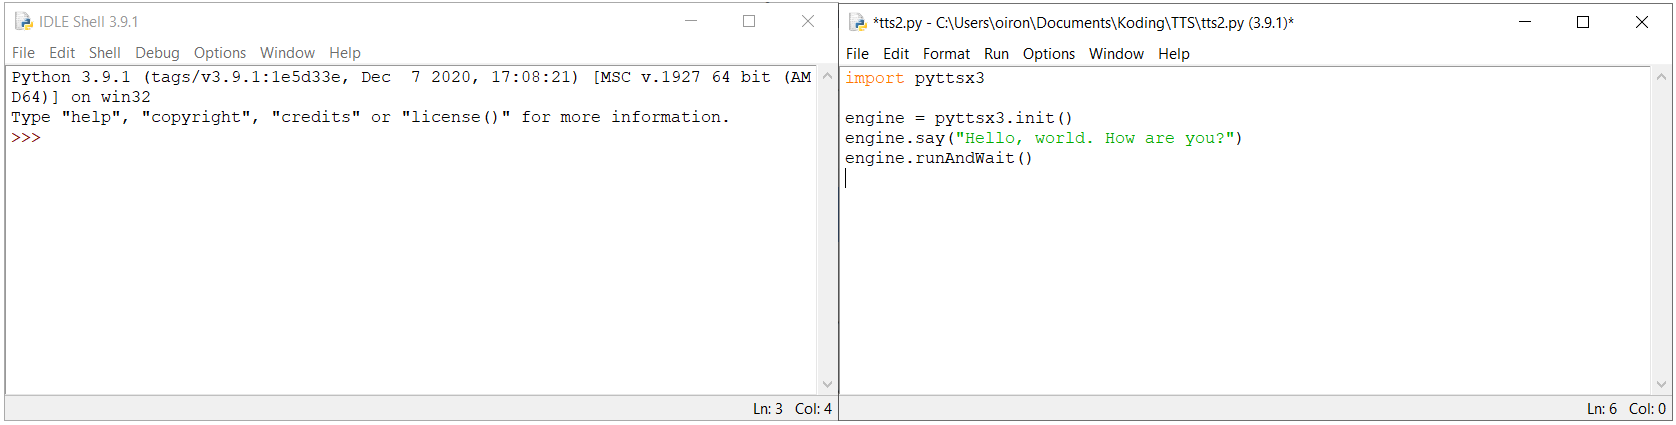 IDLE Shell 3.9.1
File Edit Shell Debug Options Window Help
Python 3.9.1 (tags/v3.9.1:1e5d33e, Dec  7 2020, 17:08:21) [MSC v.1927 64 bit (AM
D64)] on win32
Type "help", "copyright", "credits" or "license()" for more information.
>>>
Ln: 3 Col: 4
*tts2.py - C:\Users\oiron\Documents\Koding\TTS\tts2.py (3.9.1)*
File Edit Format Run Options Window Help
import pyttsx3
engine = pyttsx3.init()
engine.say("Hello, world. How are you?")
engine.runAndWait()
Ln: 6 Col: 0